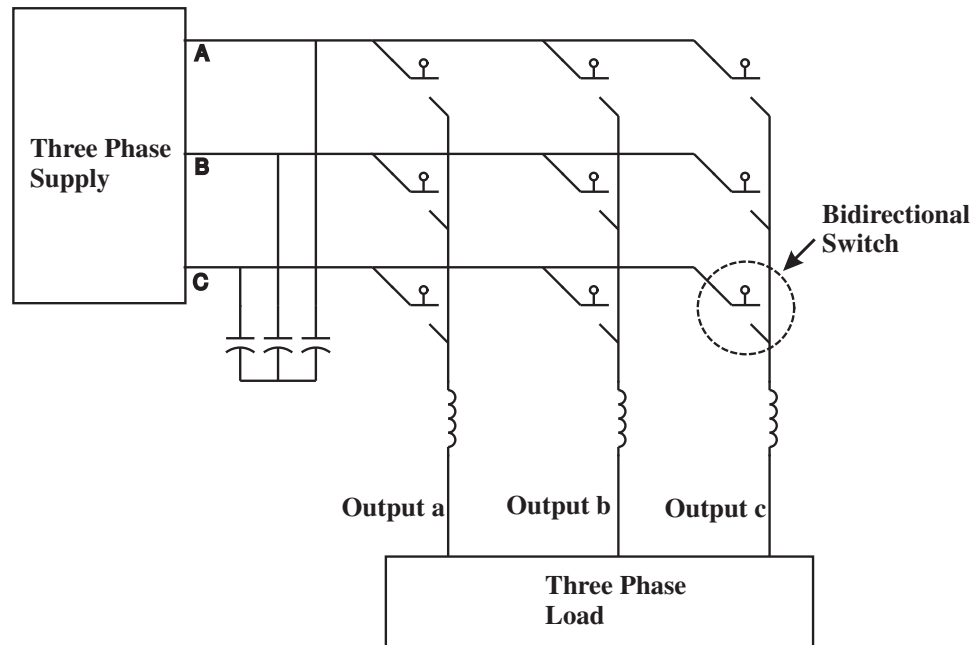 A
Three Phase
Supply
B
Bidirectional
Switch
C
Output a
Output b
Output c
Three Phase
Load